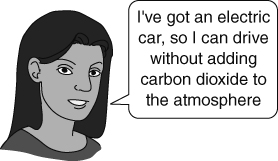 I've got an electric
car, so I can drive
without adding
carbon dioxide to
the atmosphere